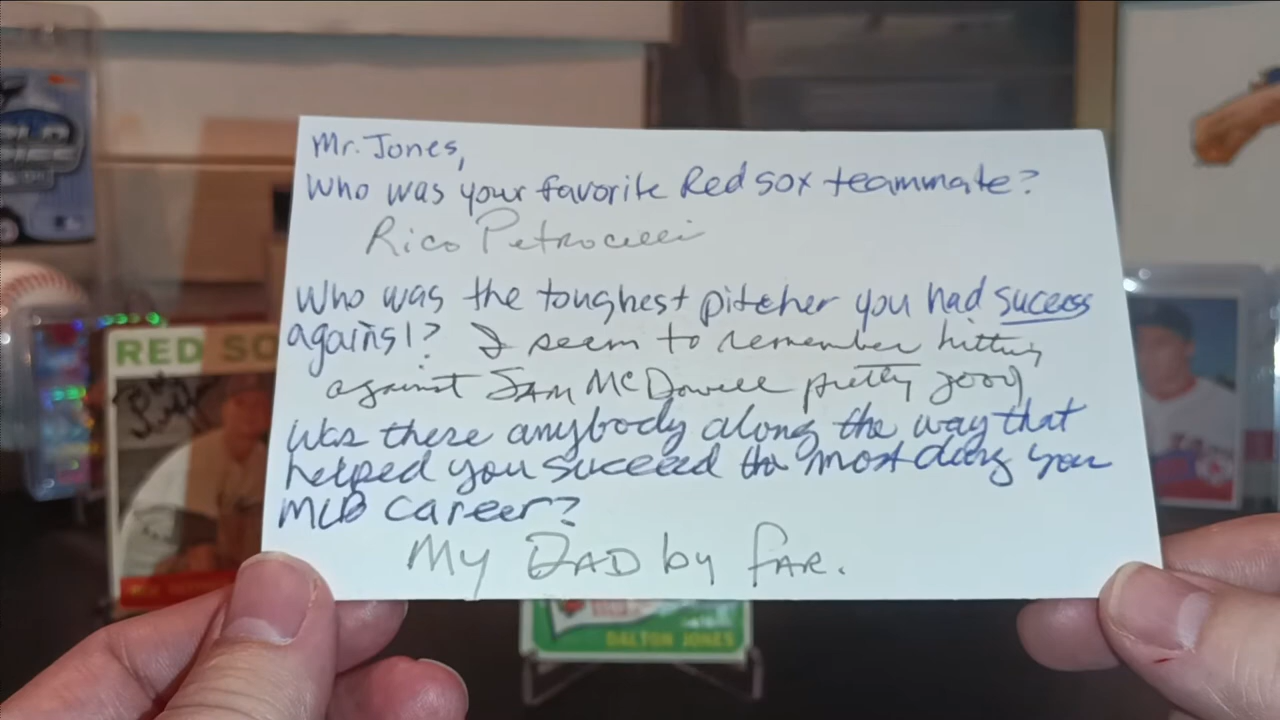 Mr. Jones,
Who was your favorite Red Sox teammate?
Rico Petrocelli
Who was the toughest pitcher you had success
against? I seem to remember hitting
against SAM McDowell pretty good
Was there anybody along the way that
helped you succeed the most during your
MLB career?
My DAD by FAR.
RED SO
DALTON JONES